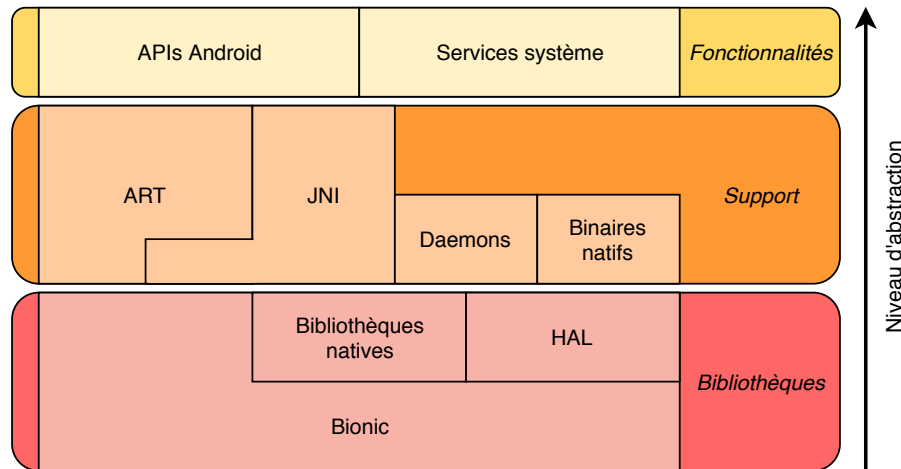 APIs Android
Services système
Fonctionnalités
ART
JNI
Daemons
Binaires
natifs
Support
Bibliothèques
natives
HAL
Bionic
Bibliothèques
Niveau d'abstraction